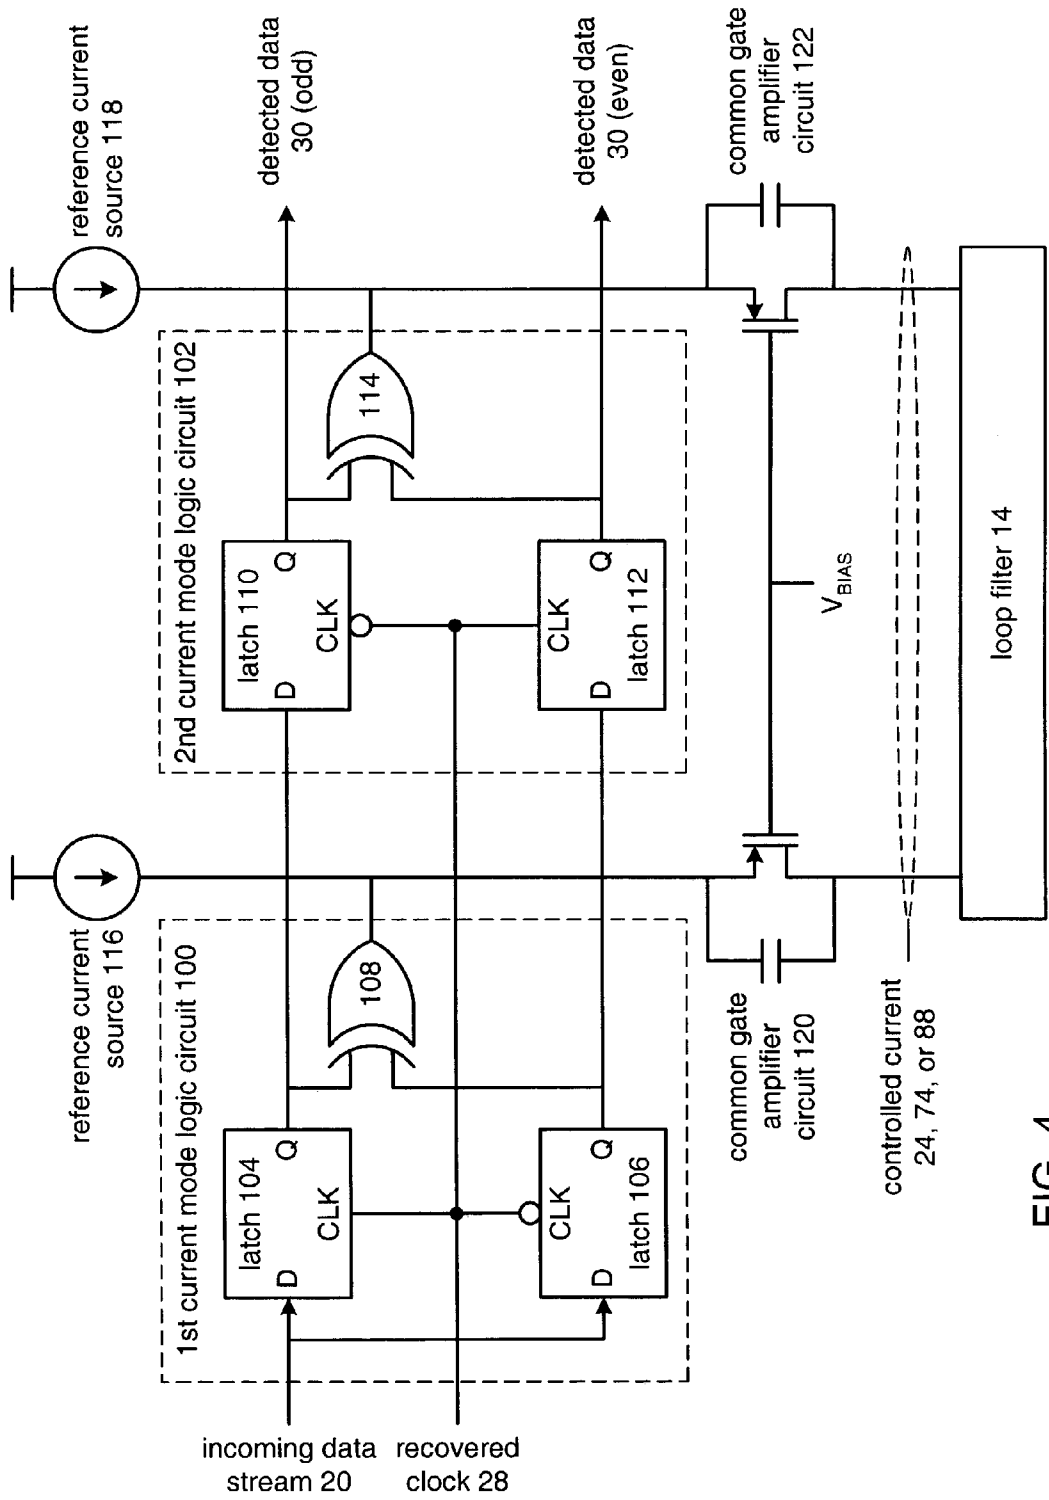 reference current
source 116
reference current
source 118
1st current mode logic circuit 100
2nd current mode logic circuit 102
latch 104
D
Q
CLK
108
latch 110
D
Q
CLK
114
detected data
30 (odd)
incoming data
stream 20
recovered
clock 28
CLK
D
Q
latch 106
CLK
D
Q
latch 112
detected data
30 (even)
common gate
amplifier
circuit 120
common gate
amplifier
circuit 122
VBIAS
controlled current
24, 74, or 88
loop filter 14